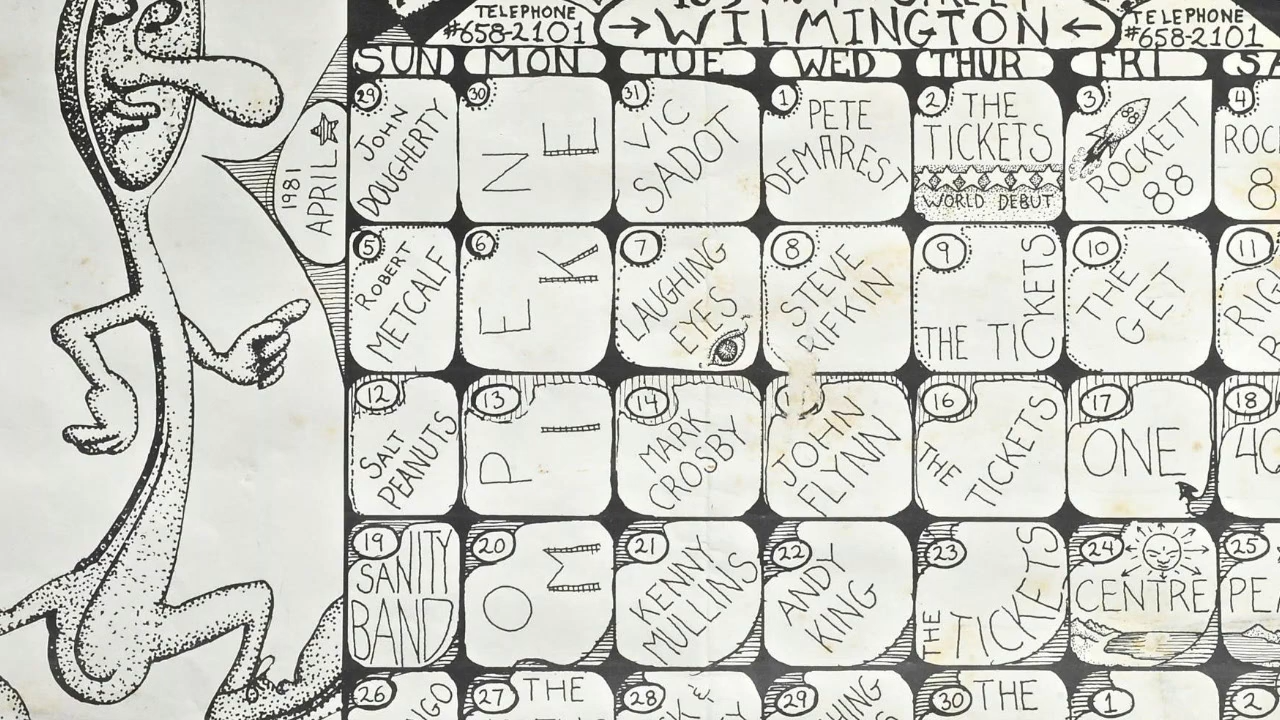 TELEPHONE
#658-2101
STREET
→WILMINGTON←
TELEPHONE
#658-2101
SUN MON TUE WED THUR FRI
1981
APRIL
29 JOHN
DOUGHERTY
30 N E
31 VIC
SADOT
1 PETE
DEMAREST
2 THE
TICKETS
WORLD DEBUT
3 88
ROCKETT
88
4
8
5 ROBERT
METCALF
6 E K
7 LAUGHING
EYES
8 STEVE
RIFKIN
9 THE TICKETS
10 THE
GET
11
12 SALT
PEANUTS
13 P I
14 MARK
CROSBY
JOHN
FLYNN
16 THE
TICKETS
17 ONE
18
19 SANITY
BAND
20 O M
21 KENNY
MULLINS
22 ANDY
KING
23 THE
TICKETS
24
CENTRE
25
26
27 THE
28
29
30 THE
1
2